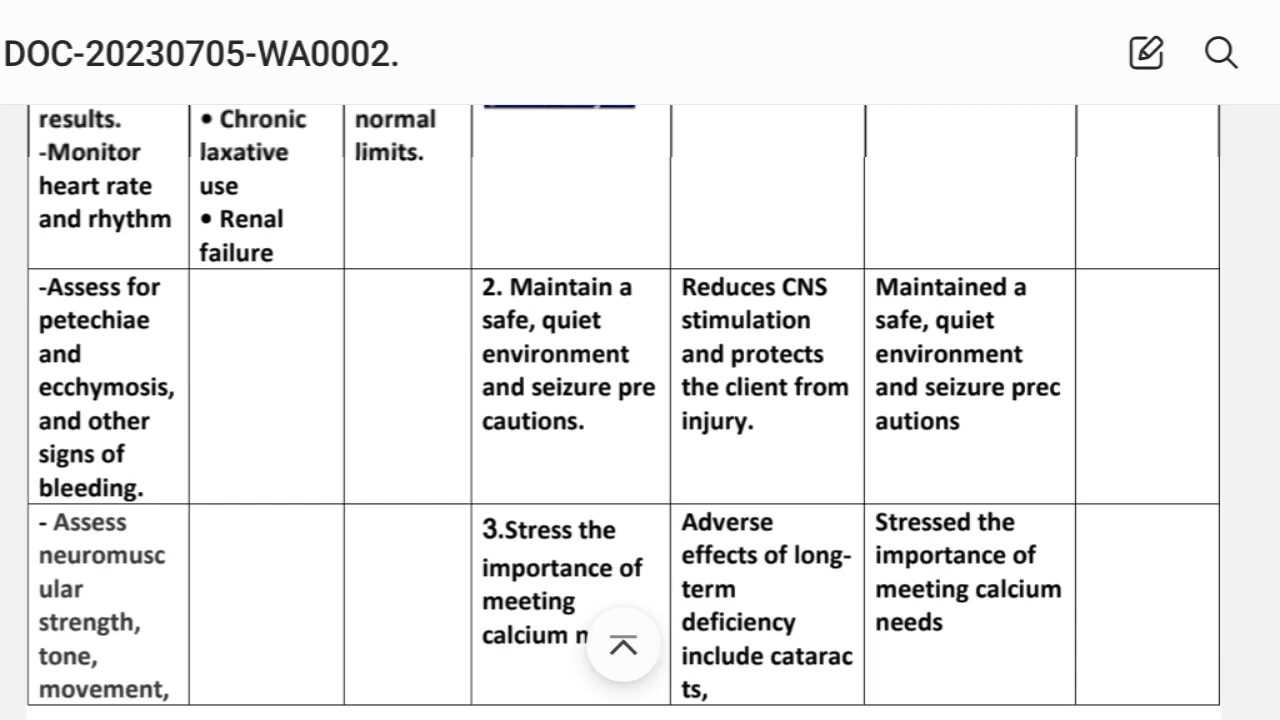 DOC-20230705-WA0002.
results.
-Monitor
heart rate
and rhythm
• Chronic
laxative
use
• Renal
failure
normal
limits.
-Assess for
petechiae
and
ecchymosis,
and other
signs of
bleeding.
2. Maintain a
safe, quiet
environment
and seizure pre
cautions.
Reduces CNS
stimulation
and protects
the client from
injury.
Maintained a
safe, quiet
environment
and seizure prec
autions
- Assess
neuromusc
ular
strength,
tone,
movement,
3.Stress the
importance of
meeting
calcium
Adverse
effects of long-
term
deficiency
include catarac
ts,
Stressed the
importance of
meeting calcium
needs